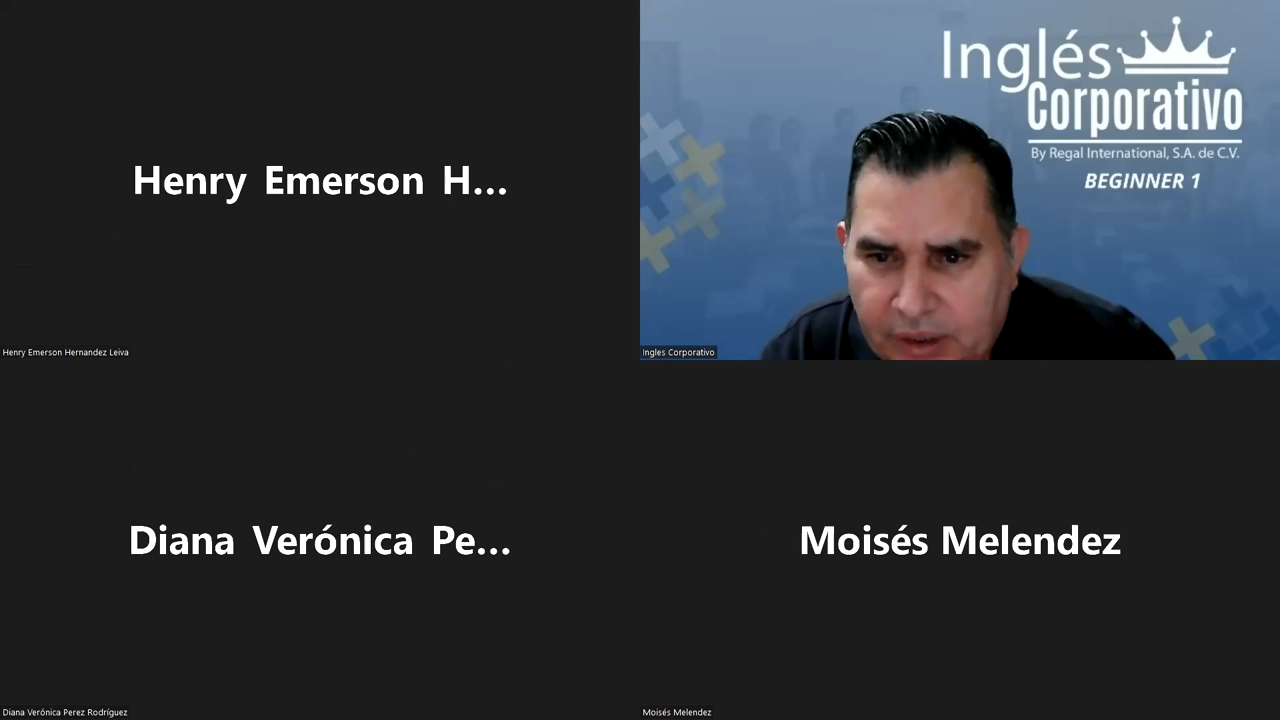 Henry Emerson H...
Henry Emerson Hernandez Leiva
Inglés
Corporativo
By Regal International, S.A. de C.V.
BEGINNER 1
Ingles Corporativo
Diana Verónica Pe...
Diana Verónica Perez Rodríguez
Moisés Melendez
Moisés Melendez